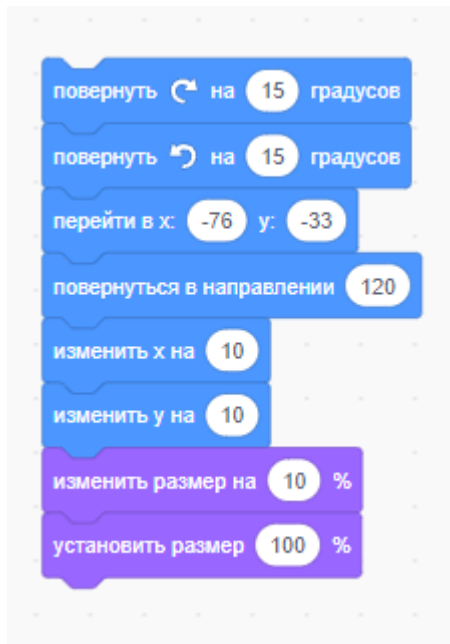 повернуть на 15 градусов
повернуть на 15 градусов
перейти в x: -76 y: -33
повернуться в направлении 120
изменить x на 10
изменить y на 10
изменить размер на 10 %
установить размер 100 %